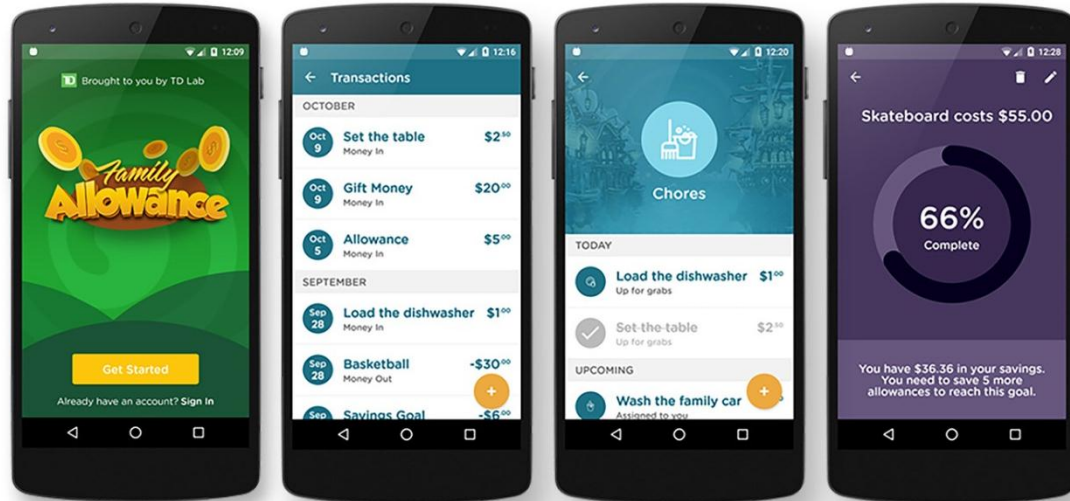 12:09
TD Brought to you by TD Lab
Family
Allowance
Get Started
Already have an account? Sign In
12:16
Transactions
OCTOBER
Oct 9 Set the table $2.50
Money In
Oct 9 Gift Money $20.00
Money In
Oct 5 Allowance $5.00
Money In
SEPTEMBER
Sep 28 Load the dishwasher $1.00
Money In
Sep 28 Basketball -$30.00
Money Out
+
Sep Savings Goal -$6.00
12:20
Chores
TODAY
Load the dishwasher $1.00
Up for grabs
Set the table $2.50
Up for grabs
UPCOMING
+
Wash the family car
Assigned to you
12:28
Skateboard costs $55.00
66%
Complete
You have $36.36 in your savings.
You need to save 5 more
allowances to reach this goal.